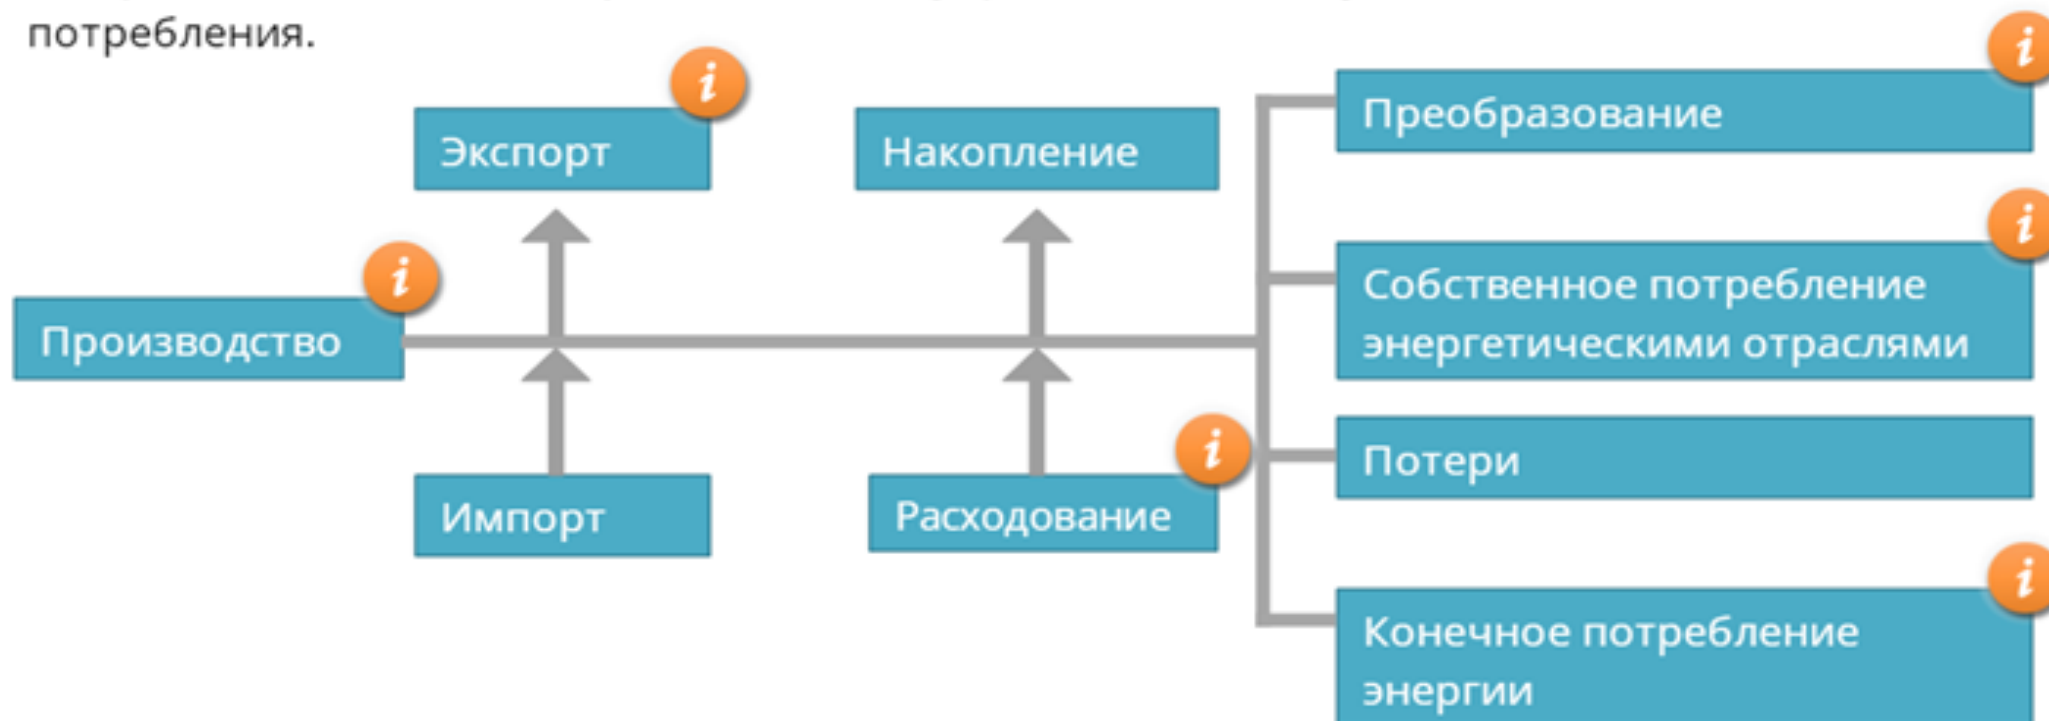 потребления.
Экспорт
Накопление
Преобразование
Производство
Собственное потребление
энергетическими отраслями
Импорт
Расходование
Потери
Конечное потребление
энергии
i
i
i
i
i
i